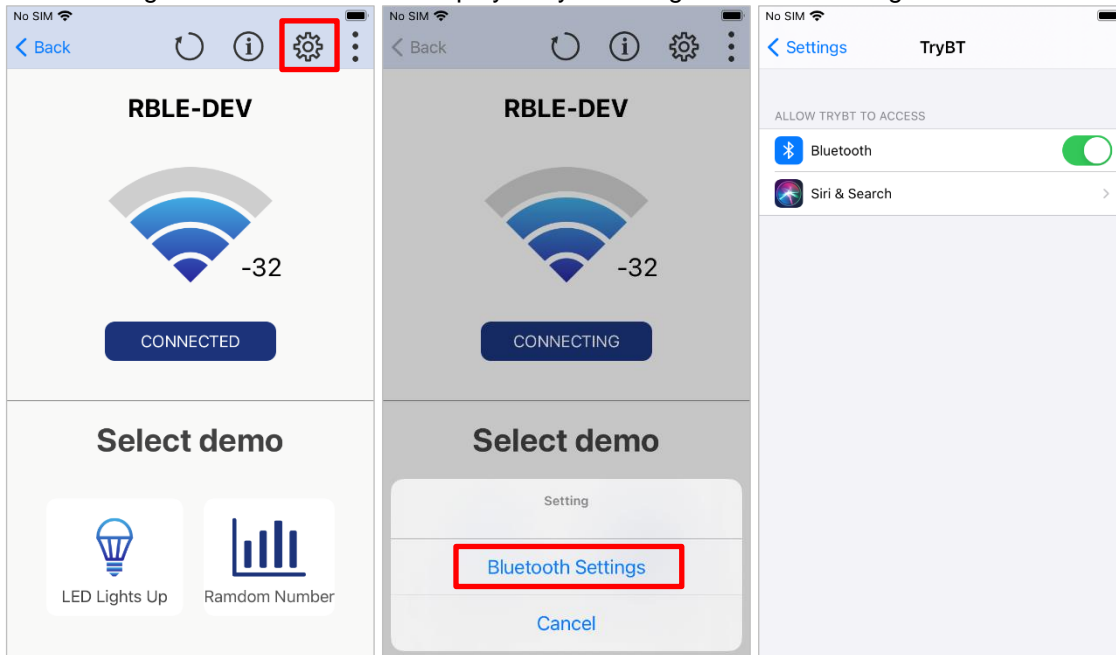 No SIM
Back
RBLE-DEV
-32
CONNECTED
Select demo
LED Lights Up
Ramdom Number
No SIM
Back
RBLE-DEV
-32
CONNECTING
Select demo
Setting
Bluetooth Settings
Cancel
No SIM
Settings
TryBT
ALLOW TRYBT TO ACCESS
Bluetooth
Siri & Search